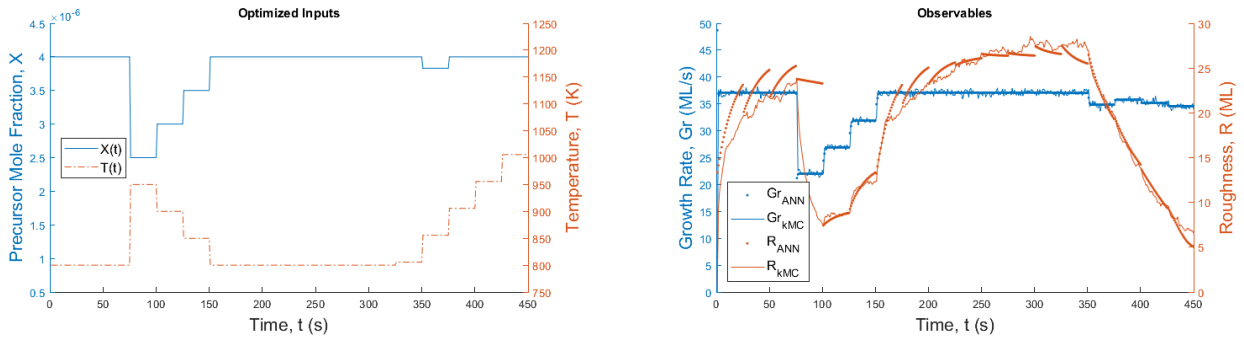 Optimized Inputs
×10⁻⁶
4.5
4
3.5
3
2.5
2
1.5
1
0.5
Precursor Mole Fraction, X
X(t)
T(t)
1250
1200
1150
1100
1050
1000
950
900
850
800
750
Temperature, T (K)
0 50 100 150 200 250 300 350 400 450
Time, t (s)
Observables
50
45
40
35
30
25
20
15
10
5
0
Growth Rate, Gr (ML/s)
Gr_ANN
Gr_kMC
R_ANN
R_kMC
30
25
20
15
10
5
0
Roughness, R (ML)
0 50 100 150 200 250 300 350 400 450
Time, t (s)